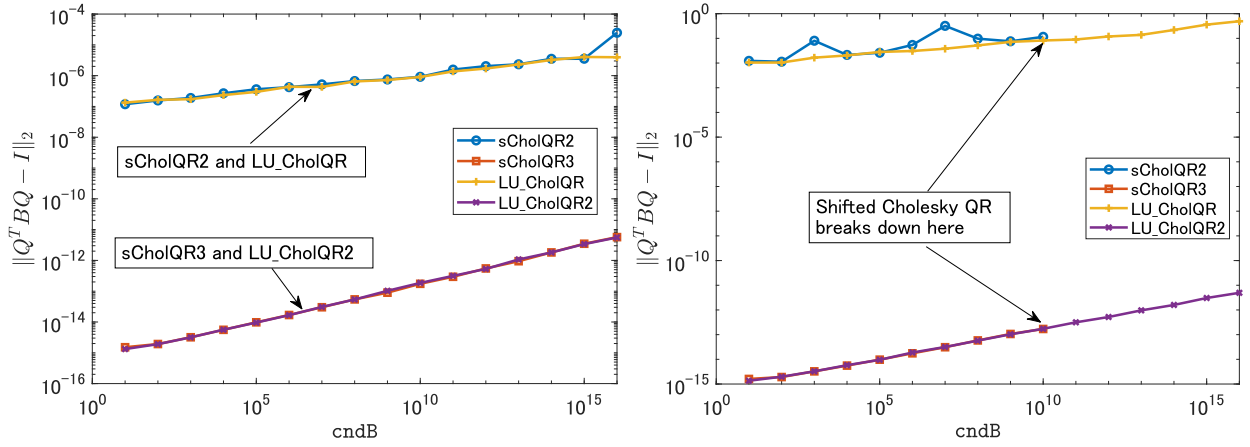 10^{-4}
10^{-6}
10^{-8}
10^{-10}
10^{-12}
10^{-14}
10^{-16}
||Q^T BQ − I||_2
sCholQR2 and LU_CholQR
sCholQR2
sCholQR3
LU_CholQR
LU_CholQR2
sCholQR3 and LU_CholQR2
10^0
10^5
10^{10}
10^{15}
cndB
10^0
10^{-5}
10^{-10}
10^{-15}
||Q^T BQ − I||_2
sCholQR2
sCholQR3
LU_CholQR
LU_CholQR2
Shifted Cholesky QR
breaks down here
10^0
10^5
10^{10}
10^{15}
cndB